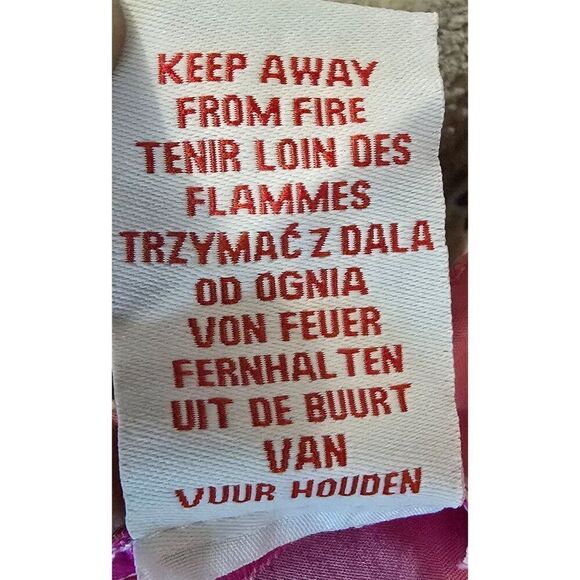 KEEP AWAY
FROM FIRE
TENIR LOIN DES
FLAMMES
TRZYMAĆ Z DALA
OD OGNIA
VON FEUER
FERNHALTEN
UIT DE BUURT
VAN
VUUR HOUDEN